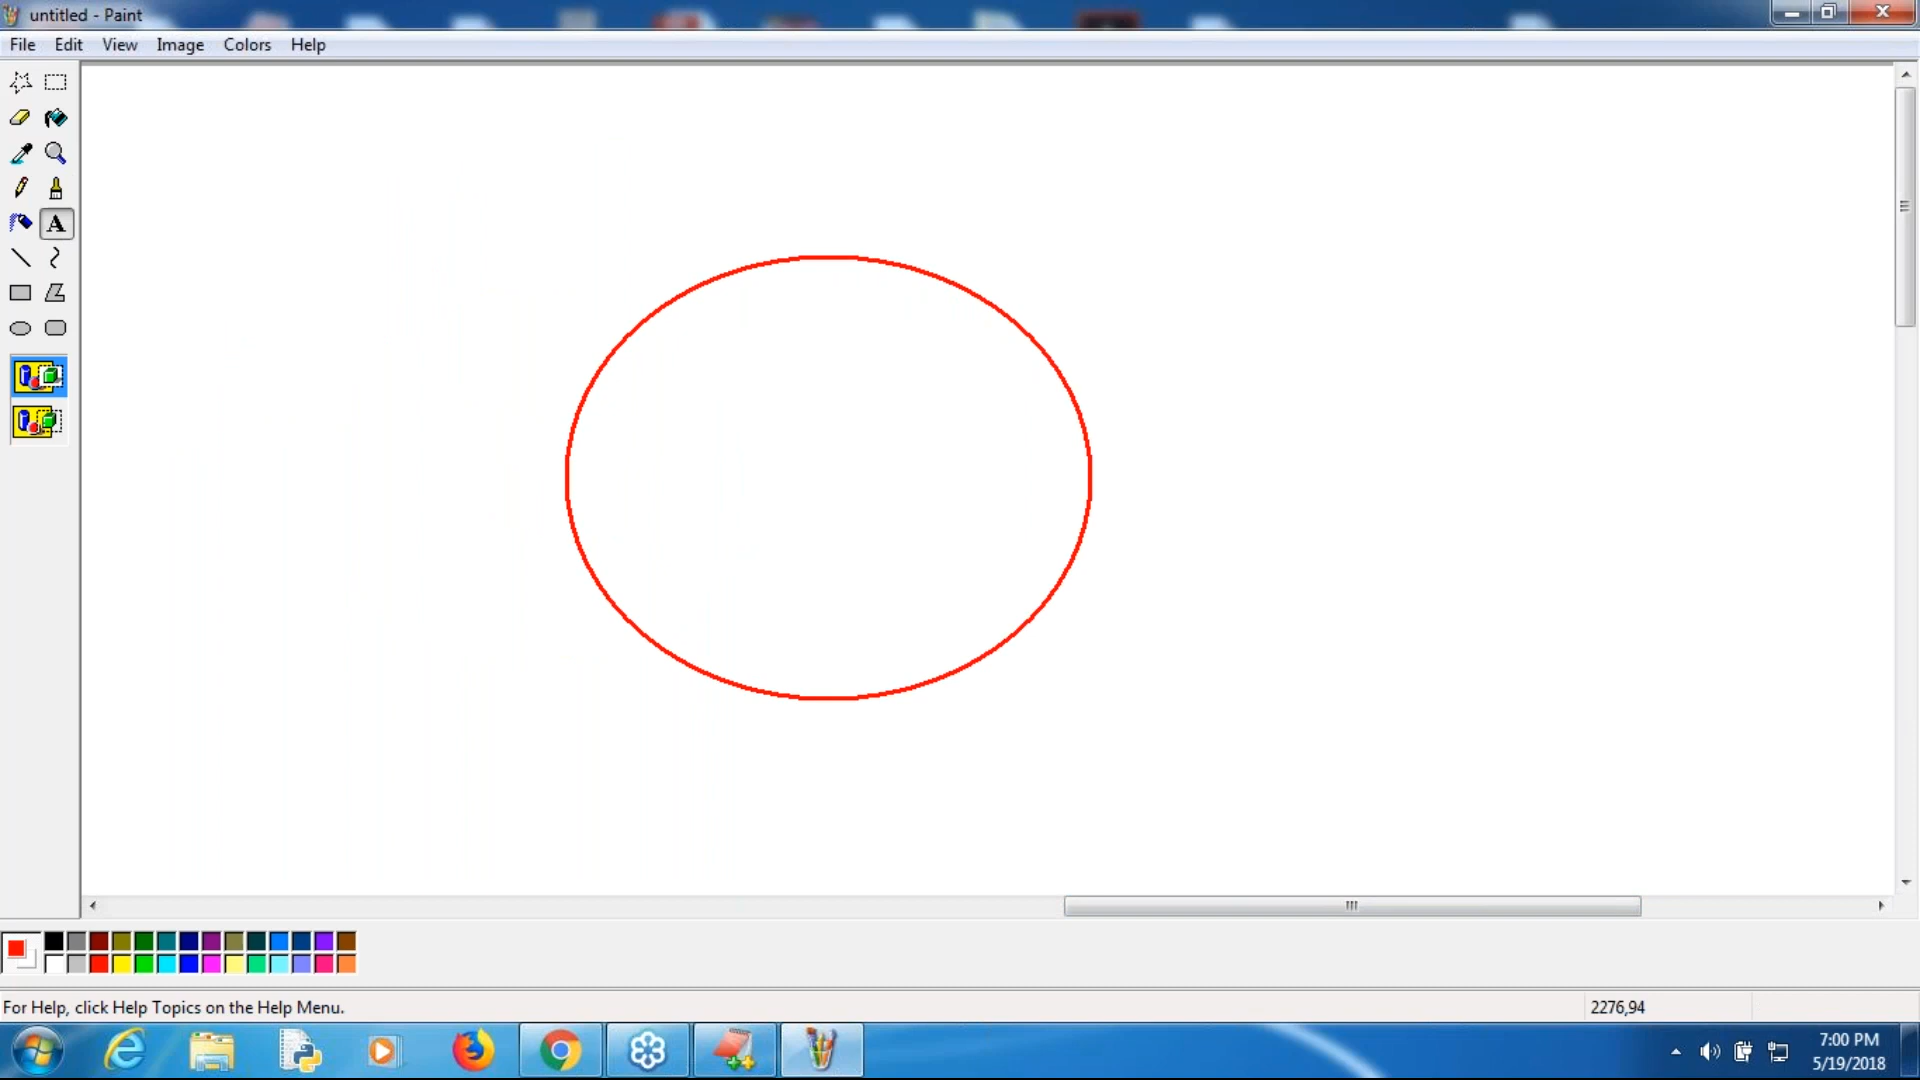 untitled - Paint
File Edit View Image Colors Help
A
For Help, click Help Topics on the Help Menu.
2276,94
7:00 PM
5/19/2018